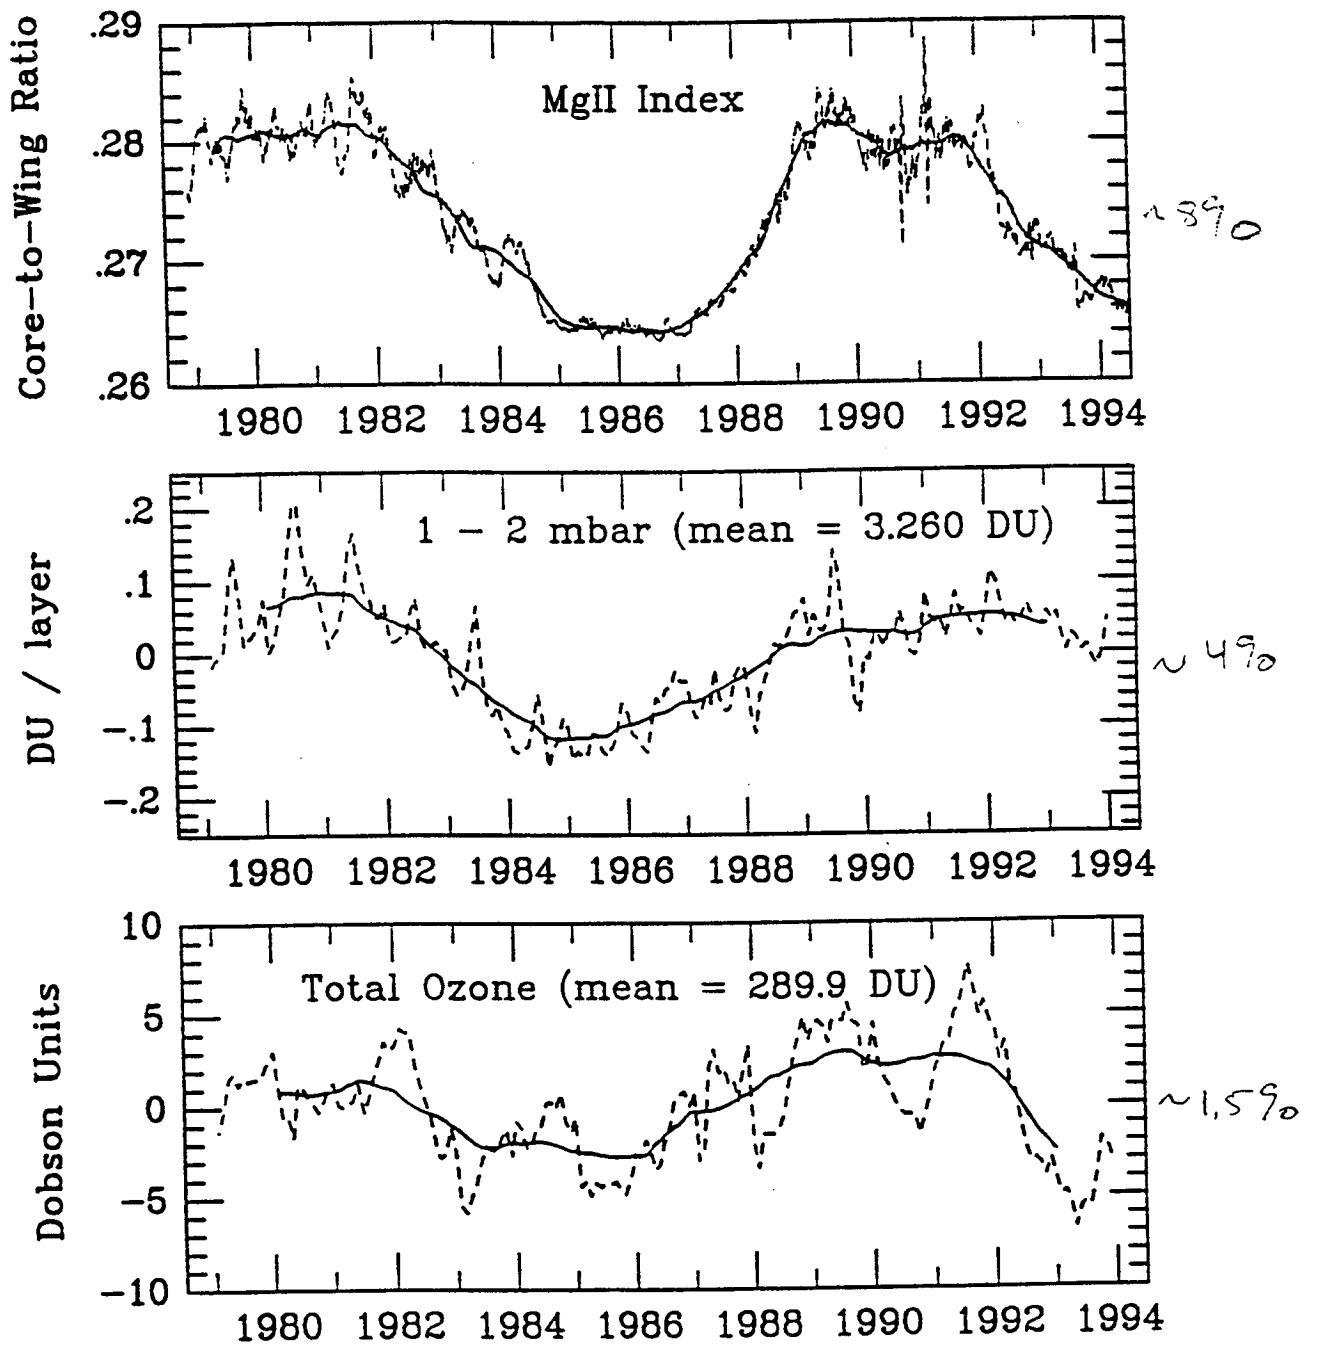 Core-to-Wing Ratio
.29
.28
.27
.26
MgII Index
~8%
1980 1982 1984 1986 1988 1990 1992 1994
DU / layer
.2
.1
0
-.1
-.2
1 - 2 mbar (mean = 3.260 DU)
~ 4%
1980 1982 1984 1986 1988 1990 1992 1994
Dobson Units
10
5
0
-5
-10
Total Ozone (mean = 289.9 DU)
~1.5%
1980 1982 1984 1986 1988 1990 1992 1994